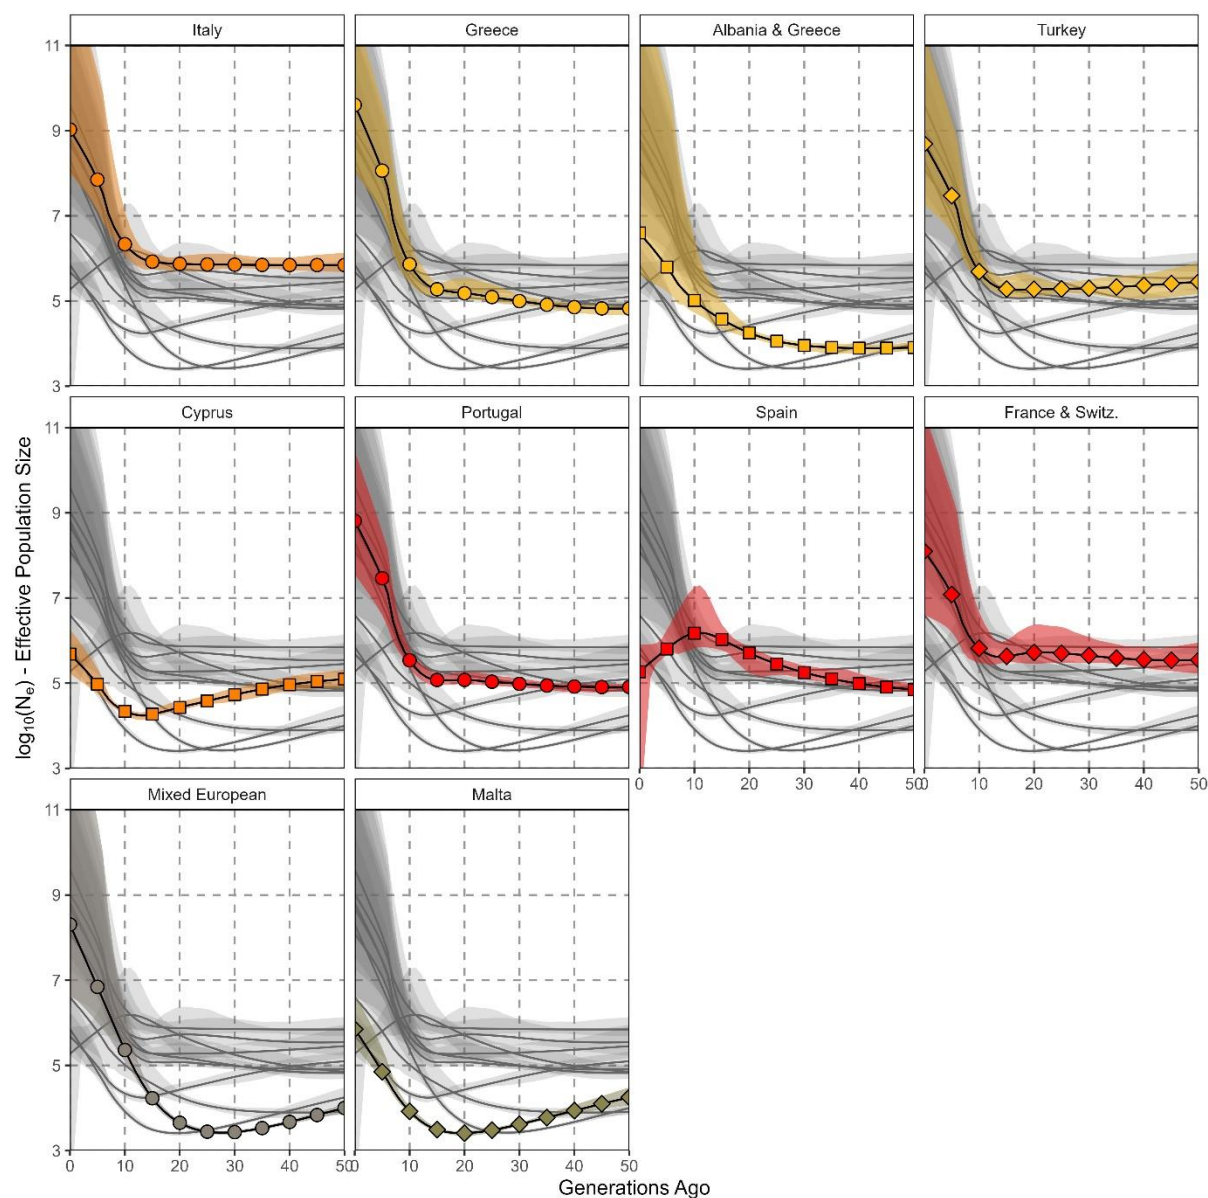 Italy Greece Albania & Greece Turkey
11
9
7
5
3
Cyprus Portugal Spain France & Switz.
11
9
7
5
3
0 10 20 30 40 50 0 10 20 30 40 50
Mixed European Malta
11
9
7
5
3
0 10 20 30 40 50 0 10 20 30 40 50
log10(Ne) - Effective Population Size
Generations Ago